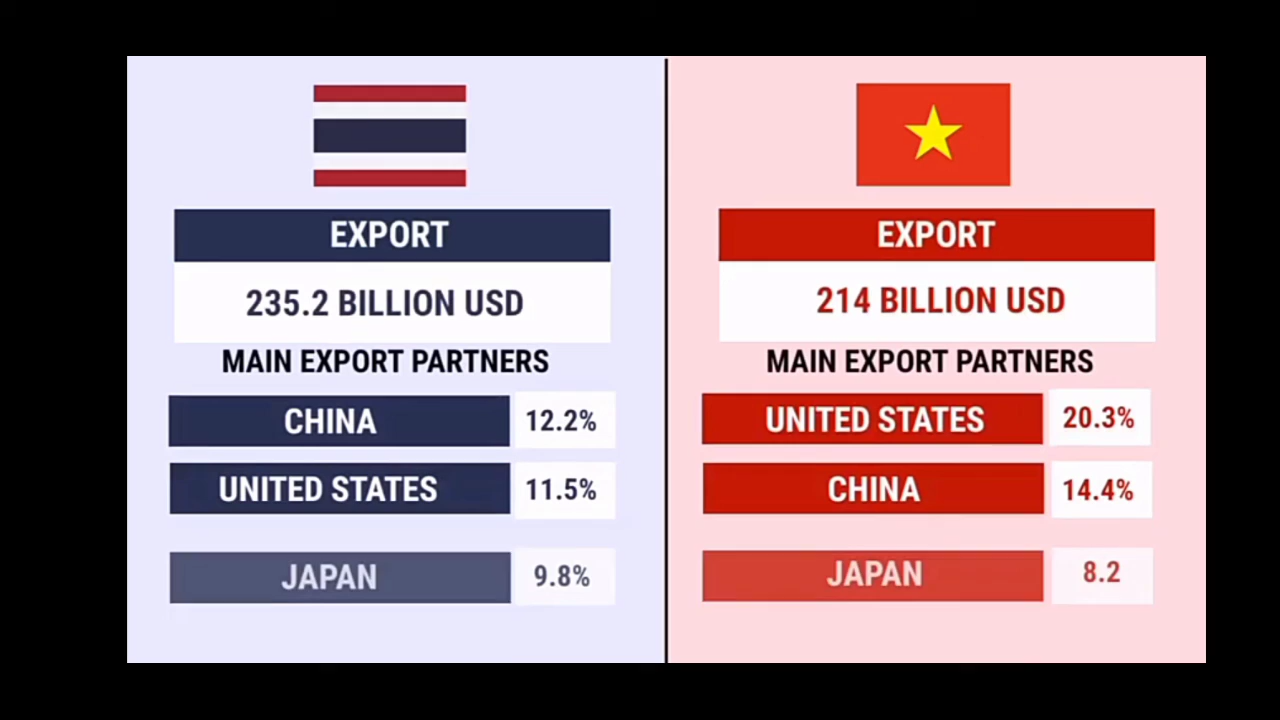 EXPORT
235.2 BILLION USD
MAIN EXPORT PARTNERS
CHINA 12.2%
UNITED STATES 11.5%
JAPAN 9.8%
EXPORT
214 BILLION USD
MAIN EXPORT PARTNERS
UNITED STATES 20.3%
CHINA 14.4%
JAPAN 8.2